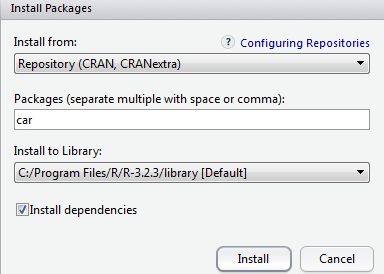 Install Packages
Install from:
? Configuring Repositories
Repository (CRAN, CRANextra)
Packages (separate multiple with space or comma):
car
Install to Library:
C:/Program Files/R/R-3.2.3/library [Default]
Install dependencies
Install
Cancel